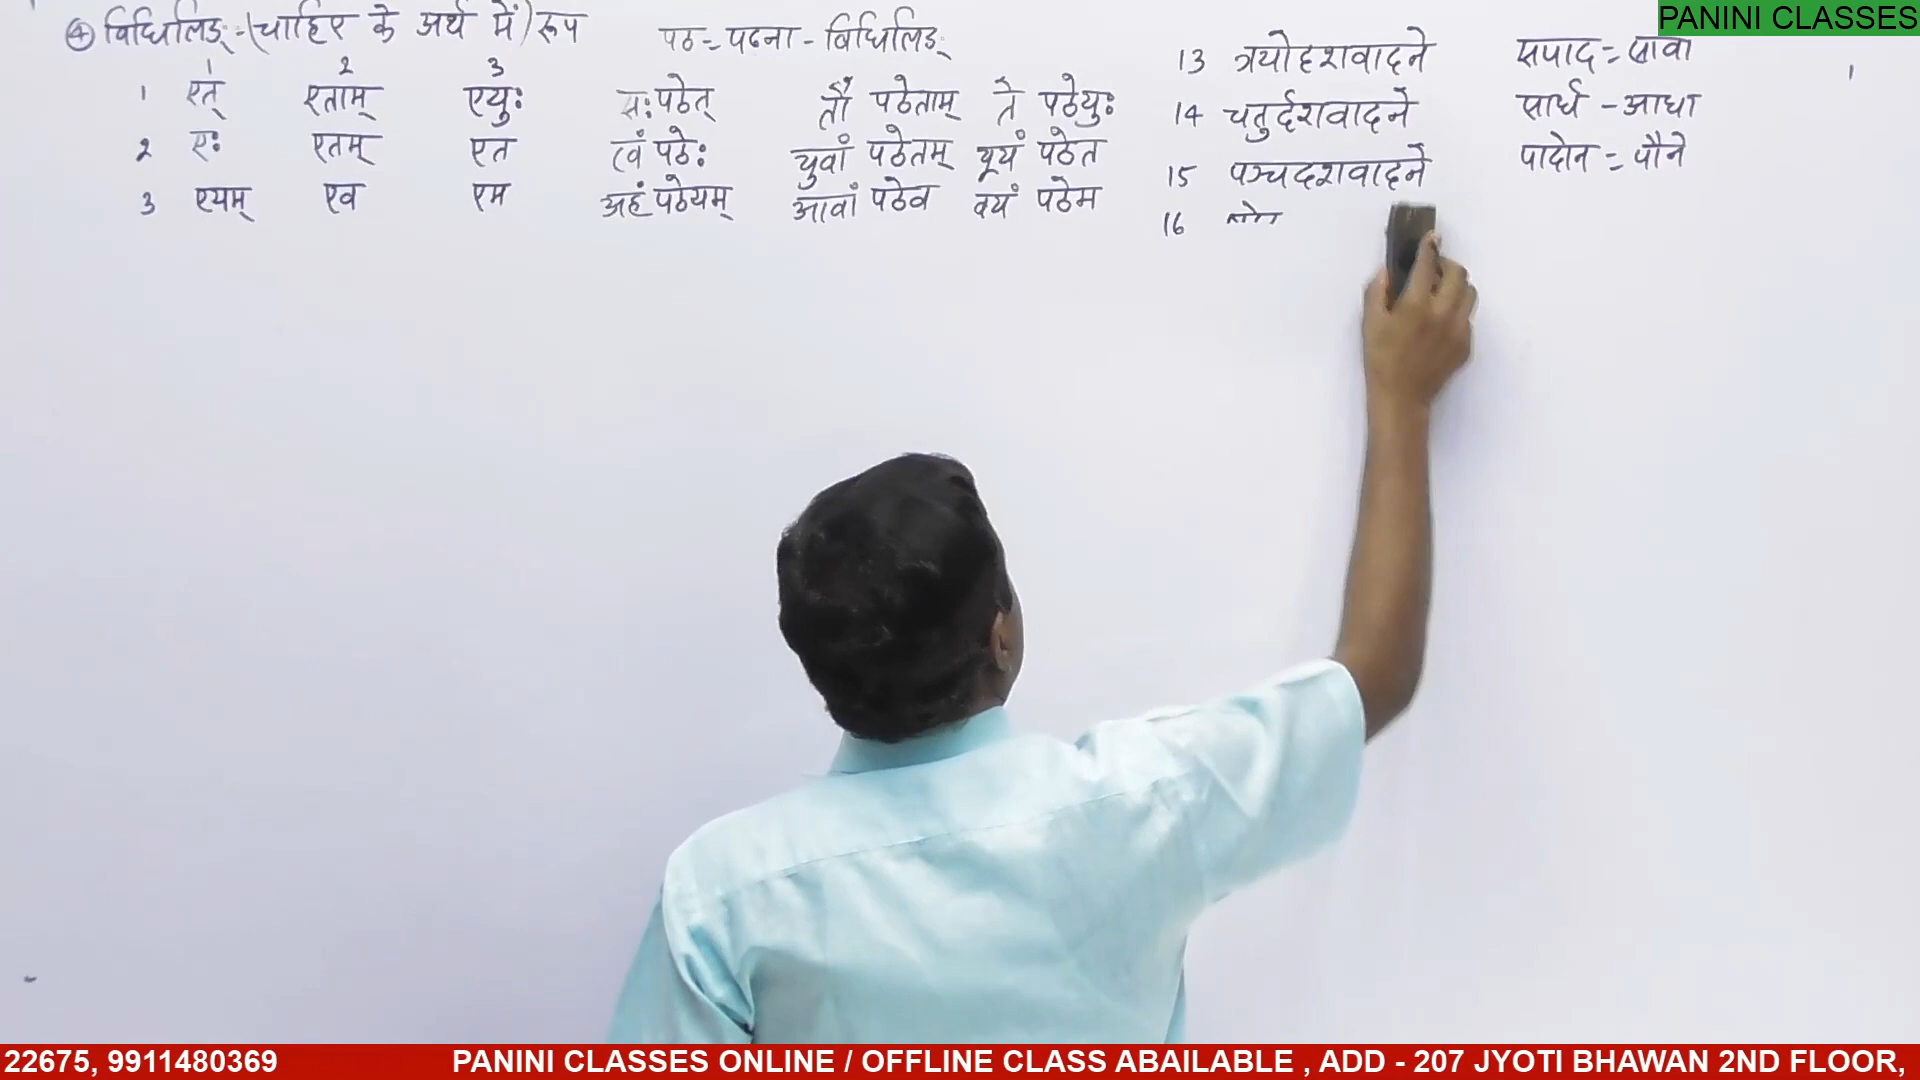 PANINI CLASSES
④ विधिलिङ् - (चाहिए के अर्थ में) रूप
पठ = पढना - विधिलिङ्
1 2 3
1 एत् एताम् एयुः सः पठेत् तौ पठेताम् ते पठेयुः
2 एः एतम् एत त्वं पठेः युवां पठेतम् यूयं पठेत
3 एयम् एव एम अहं पठेयम् आवां पठेव वयं पठेम
13 त्रयोदशवादने
14 चतुर्दशवादने
15 पञ्चदशवादने
16
सपाद = सवा
सार्ध - आधा
पादोन = पौने
22675, 9911480369 PANINI CLASSES ONLINE / OFFLINE CLASS ABAILABLE , ADD - 207 JYOTI BHAWAN 2ND FLOOR,